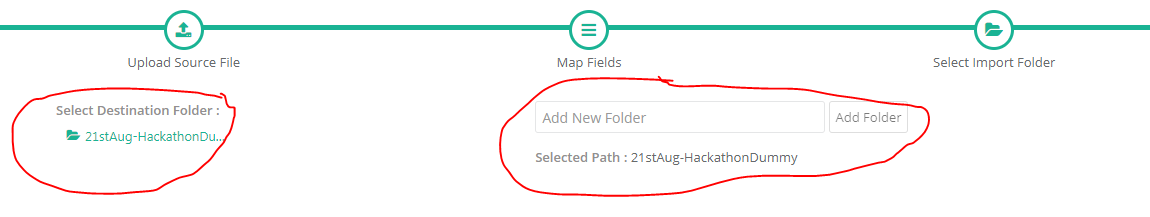 Upload Source File
Map Fields
Select Import Folder
Select Destination Folder :
21stAug-HackathonDu...
Add New Folder
Add Folder
Selected Path : 21stAug-HackathonDummy